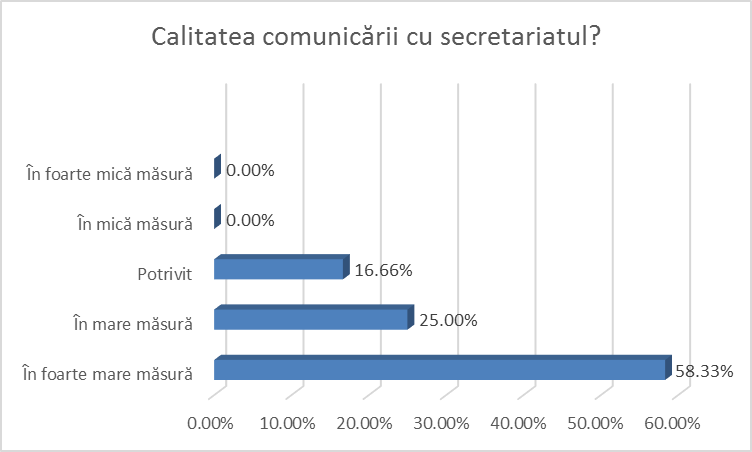 Calitatea comunicării cu secretariatul?
În foarte mică măsură 0.00%
În mică măsură 0.00%
Potrivit 16.66%
În mare măsură 25.00%
În foarte mare măsură 58.33%
0.00% 10.00% 20.00% 30.00% 40.00% 50.00% 60.00%